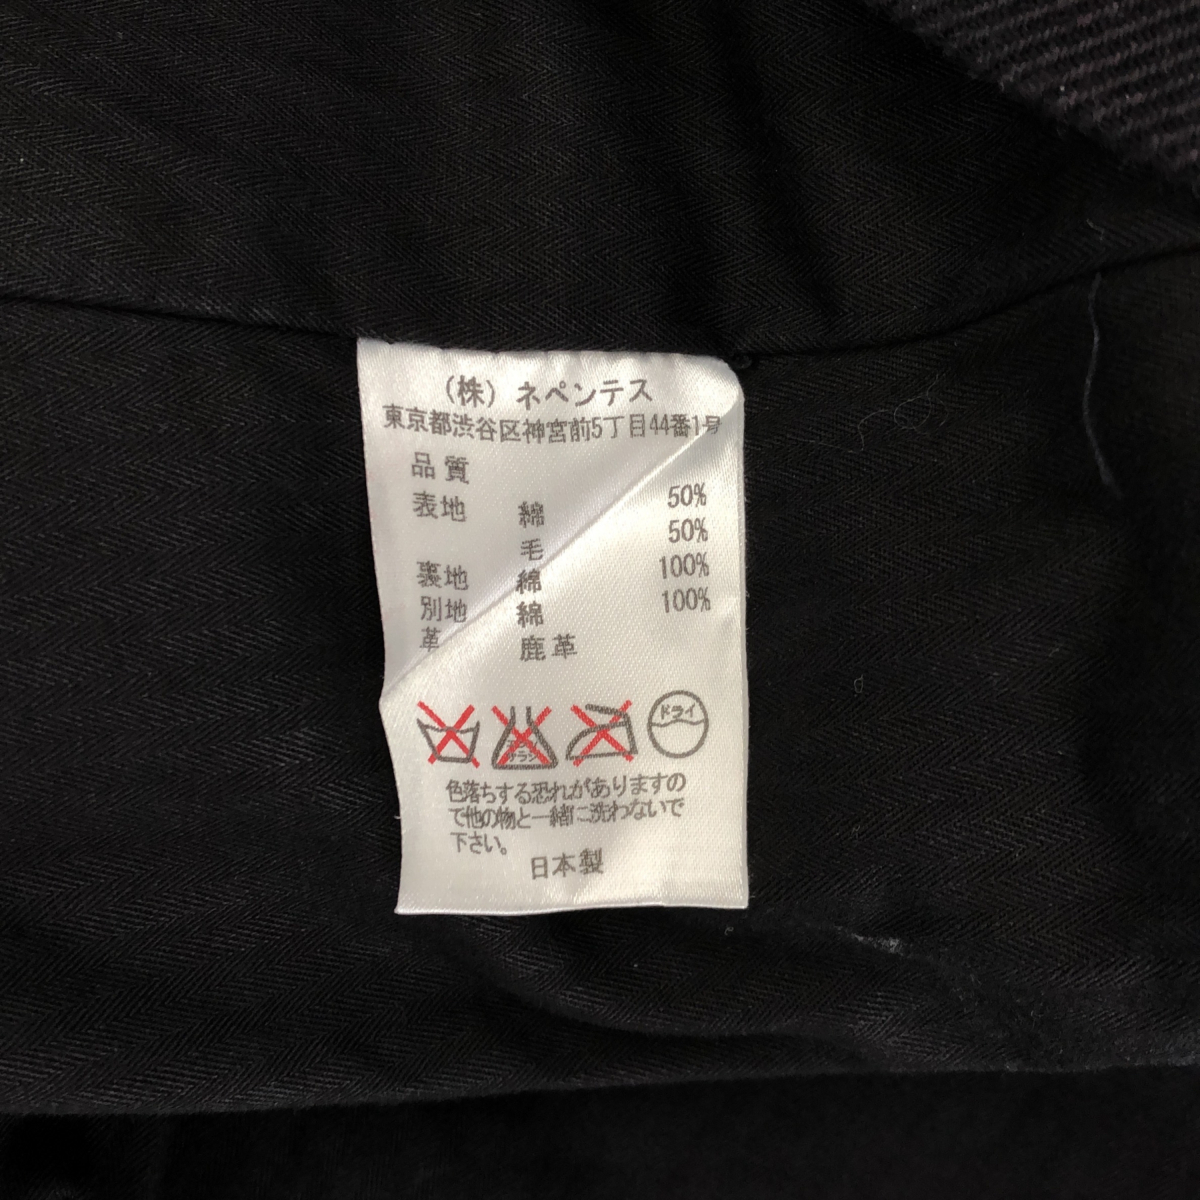 (株) ネペンテス
東京都渋谷区神宮前5丁目44番1号
品質
表地 綿 50%
毛 50%
裏地 綿 100%
別地 綿 100%
革 鹿革
ドライ
色落ちする恐れがありますの
で他の物と一緒に洗わないで
下さい。
日本製